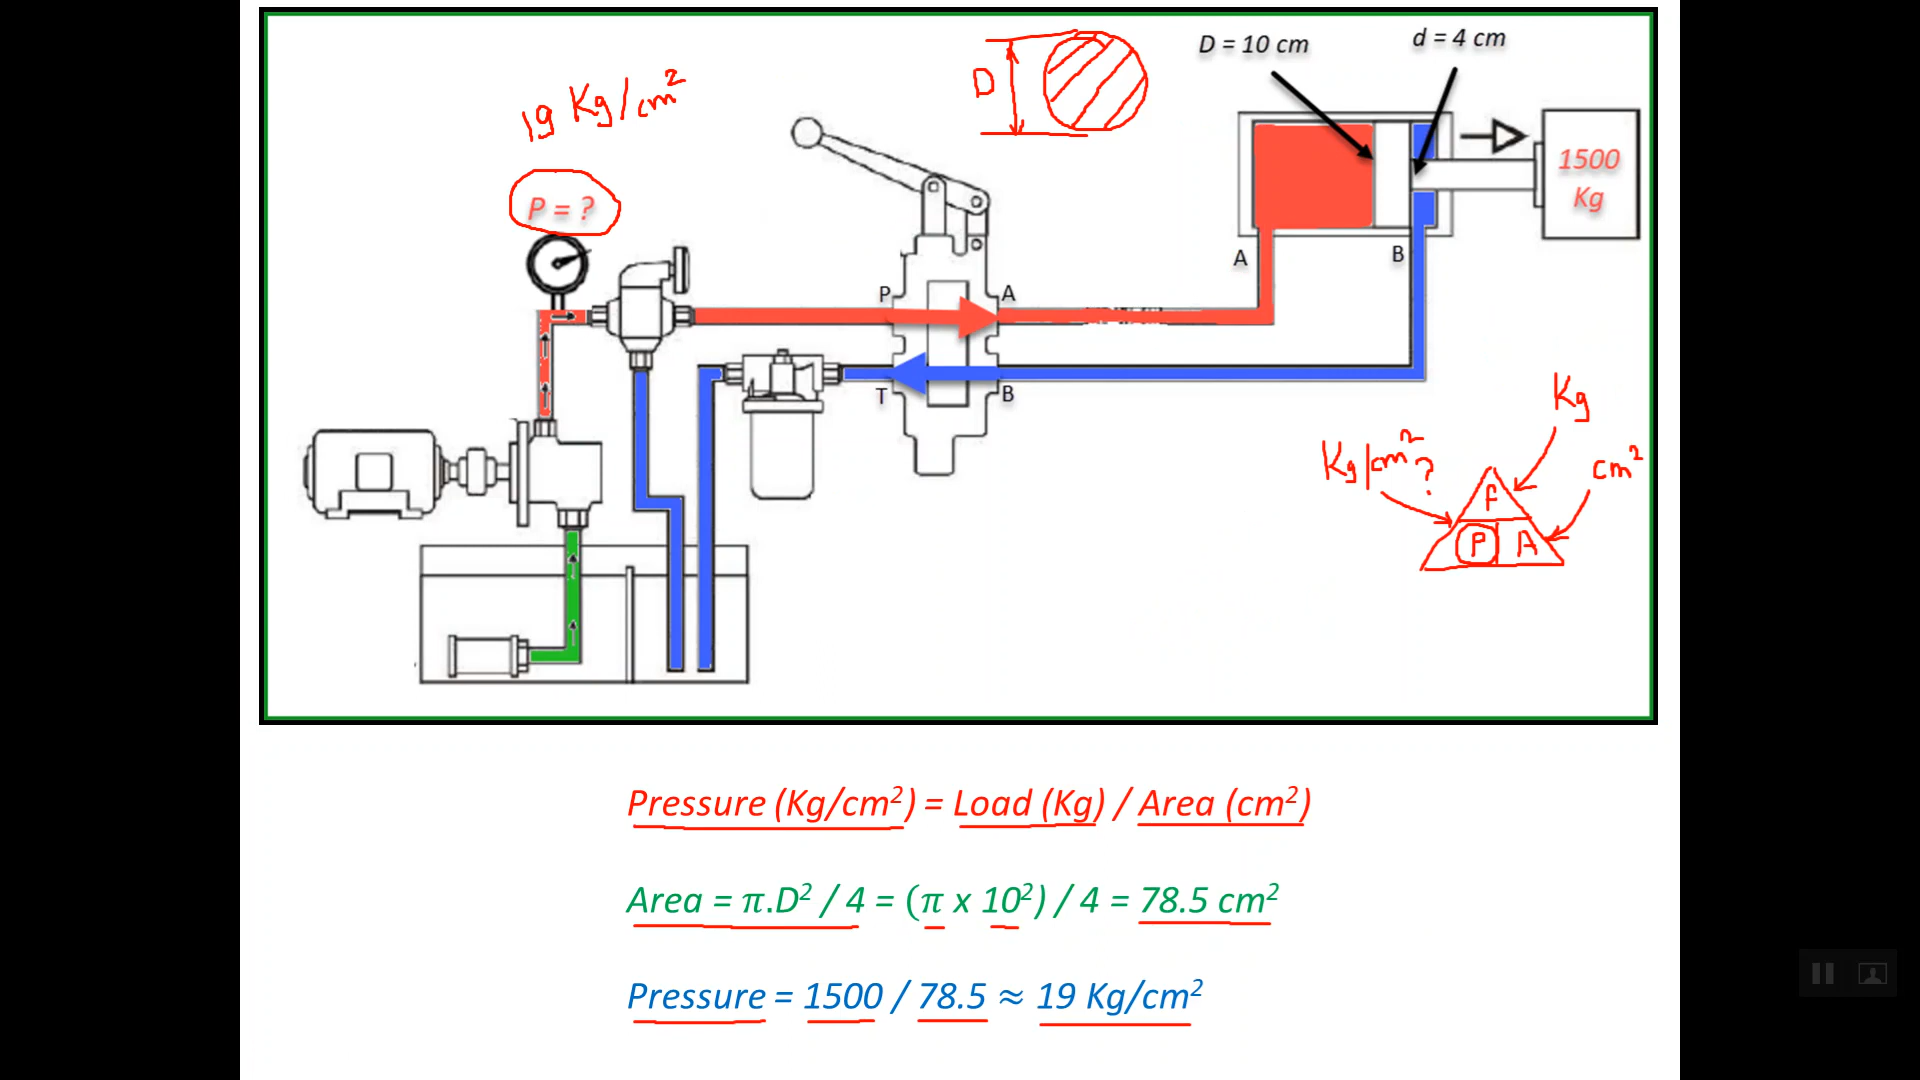 D = 10 cm
d = 4 cm
D
19 Kg/cm²
1500
Kg
P = ?
A
B
P
A
T
B
Kg
Kg/cm²
?
cm²
F
P
A
Pressure (Kg/cm²) = Load (Kg) / Area (cm²)
Area = π.D² / 4 = (π x 10²) / 4 = 78.5 cm²
Pressure = 1500 / 78.5 ≈ 19 Kg/cm²